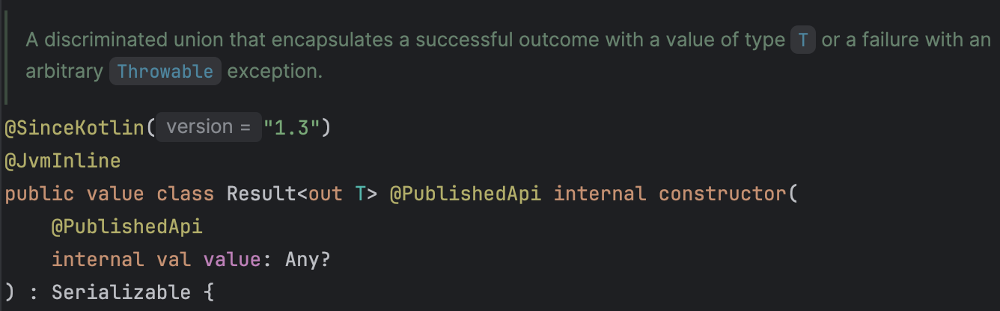 A discriminated union that encapsulates a successful outcome with a value of type T or a failure with an
arbitrary Throwable exception.
@SinceKotlin( version = "1.3")
@JvmInline
public value class Result<out T> @PublishedApi internal constructor(
    @PublishedApi
    internal val value: Any?
) : Serializable {